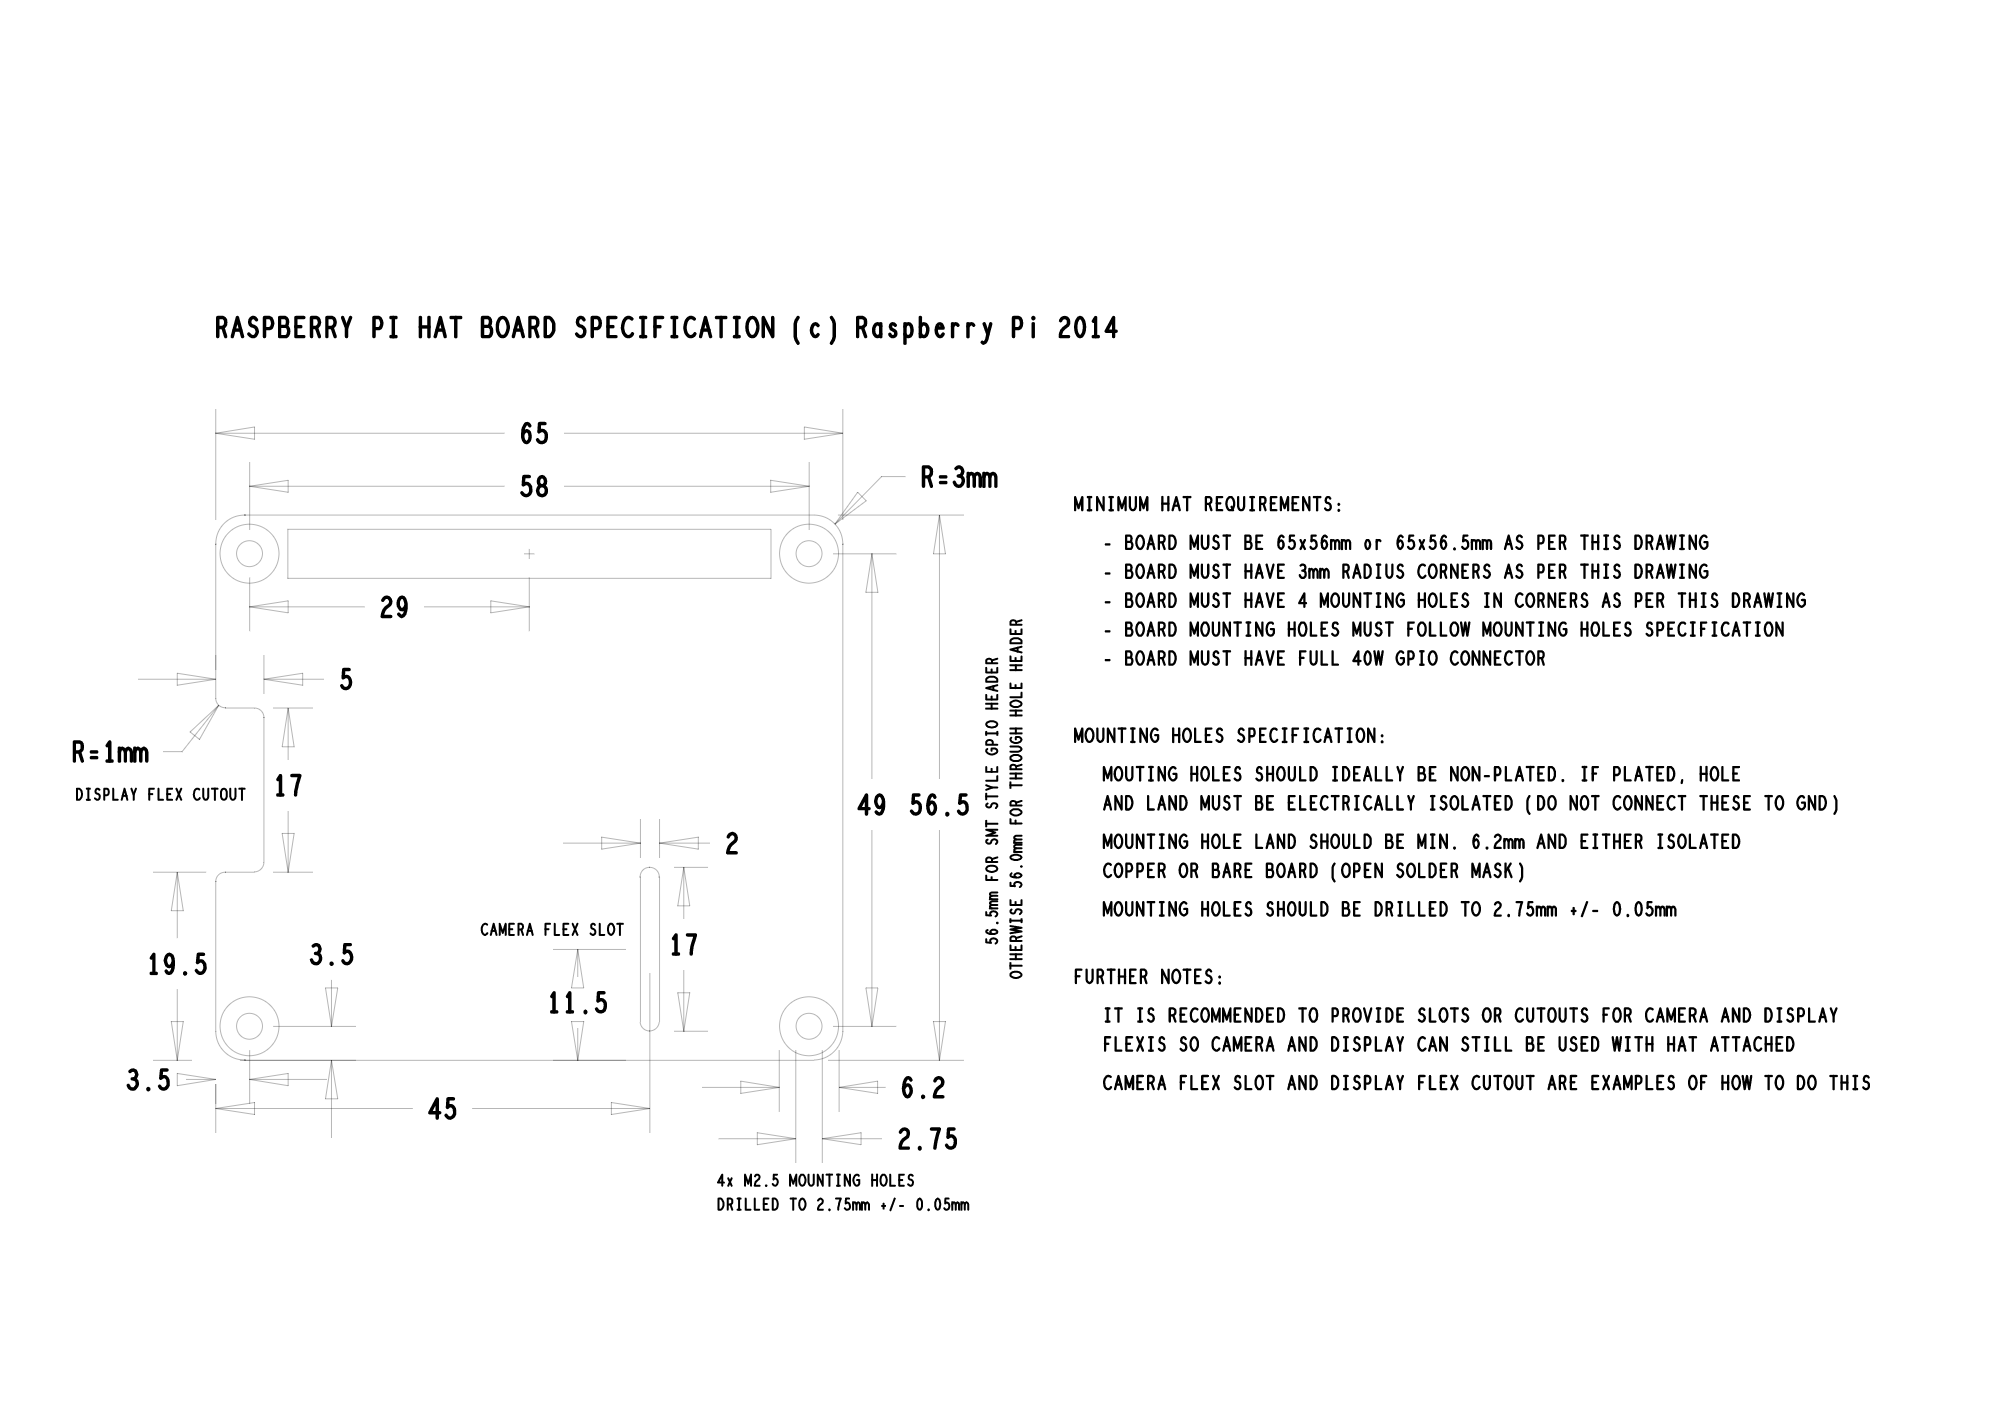 RASPBERRY PI HAT BOARD SPECIFICATION (c) Raspberry Pi 2014
65
58
R=3mm
29
5
R=1mm
DISPLAY FLEX CUTOUT
17
49
56.5
56.5mm FOR SMT STYLE GPIO HEADER
OTHERWISE 56.0mm FOR THROUGH HOLE HEADER
2
CAMERA FLEX SLOT
17
19.5
3.5
11.5
3.5
45
6.2
2.75
4x M2.5 MOUNTING HOLES
DRILLED TO 2.75mm +/- 0.05mm
MINIMUM HAT REQUIREMENTS:
- BOARD MUST BE 65x56mm or 65x56.5mm AS PER THIS DRAWING
- BOARD MUST HAVE 3mm RADIUS CORNERS AS PER THIS DRAWING
- BOARD MUST HAVE 4 MOUNTING HOLES IN CORNERS AS PER THIS DRAWING
- BOARD MOUNTING HOLES MUST FOLLOW MOUNTING HOLES SPECIFICATION
- BOARD MUST HAVE FULL 40W GPIO CONNECTOR
MOUNTING HOLES SPECIFICATION:
MOUTING HOLES SHOULD IDEALLY BE NON-PLATED. IF PLATED, HOLE
AND LAND MUST BE ELECTRICALLY ISOLATED (DO NOT CONNECT THESE TO GND)
MOUNTING HOLE LAND SHOULD BE MIN. 6.2mm AND EITHER ISOLATED
COPPER OR BARE BOARD (OPEN SOLDER MASK)
MOUNTING HOLES SHOULD BE DRILLED TO 2.75mm +/- 0.05mm
FURTHER NOTES:
IT IS RECOMMENDED TO PROVIDE SLOTS OR CUTOUTS FOR CAMERA AND DISPLAY
FLEXIS SO CAMERA AND DISPLAY CAN STILL BE USED WITH HAT ATTACHED
CAMERA FLEX SLOT AND DISPLAY FLEX CUTOUT ARE EXAMPLES OF HOW TO DO THIS